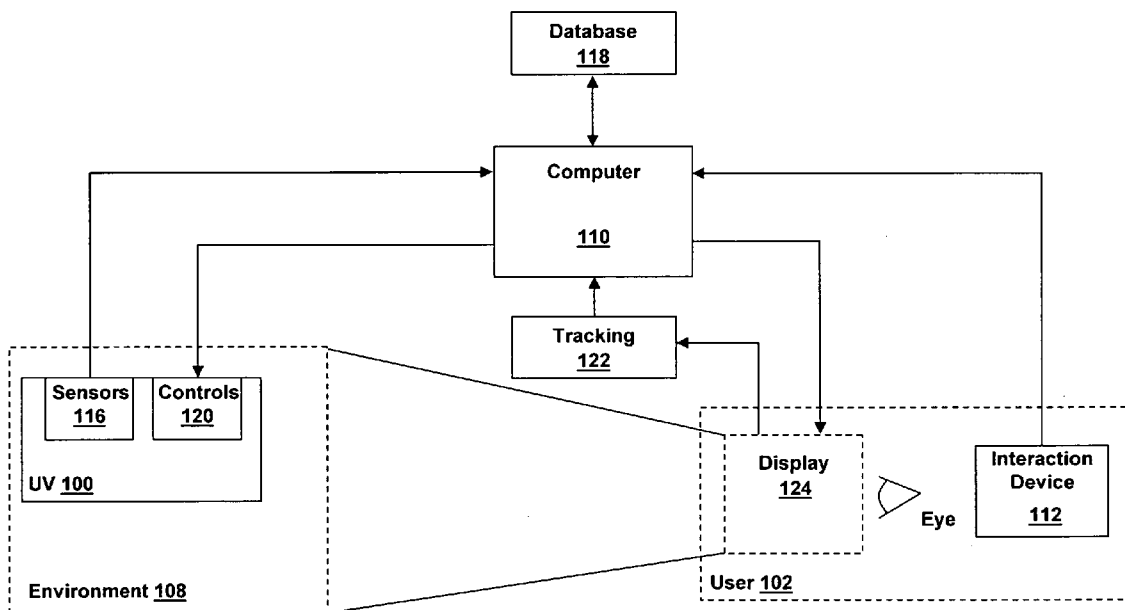 Database
118
Computer
110
Tracking
122
Sensors
116
Controls
120
UV 100
Environment 108
Display
124
Eye
Interaction
Device
112
User 102